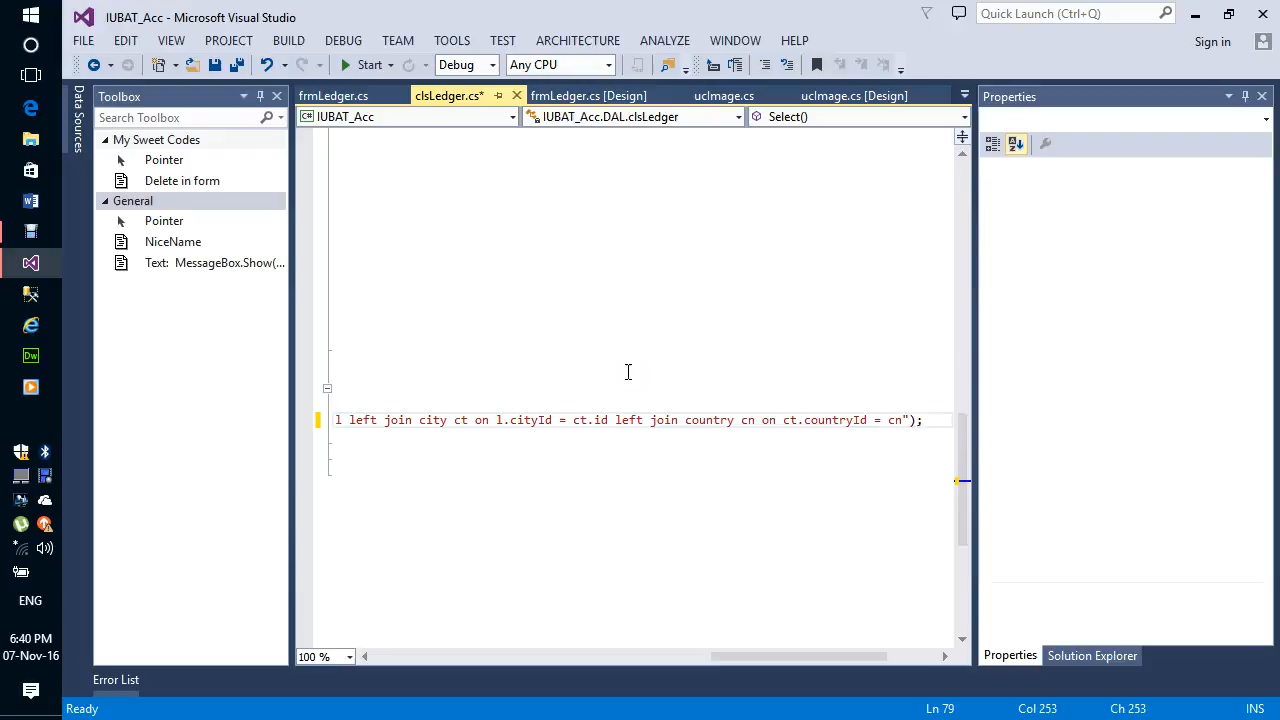 IUBAT_Acc - Microsoft Visual Studio
Quick Launch (Ctrl+Q)
FILE EDIT VIEW PROJECT BUILD DEBUG TEAM TOOLS TEST ARCHITECTURE ANALYZE WINDOW HELP
Sign in
Start Debug Any CPU
Data Sources
Toolbox
Search Toolbox
My Sweet Codes
Pointer
Delete in form
General
Pointer
NiceName
Text: MessageBox.Show(...
frmLedger.cs clsLedger.cs* frmLedger.cs [Design] ucImage.cs ucImage.cs [Design]
IUBAT_Acc IUBAT_Acc.DAL.clsLedger Select()
l left join city ct on l.cityId = ct.id left join country cn on ct.countryId = cn");
100 %
Properties
Properties Solution Explorer
Error List
Ready Ln 79 Col 253 Ch 253 INS
Dw
ENG
6:40 PM
07-Nov-16